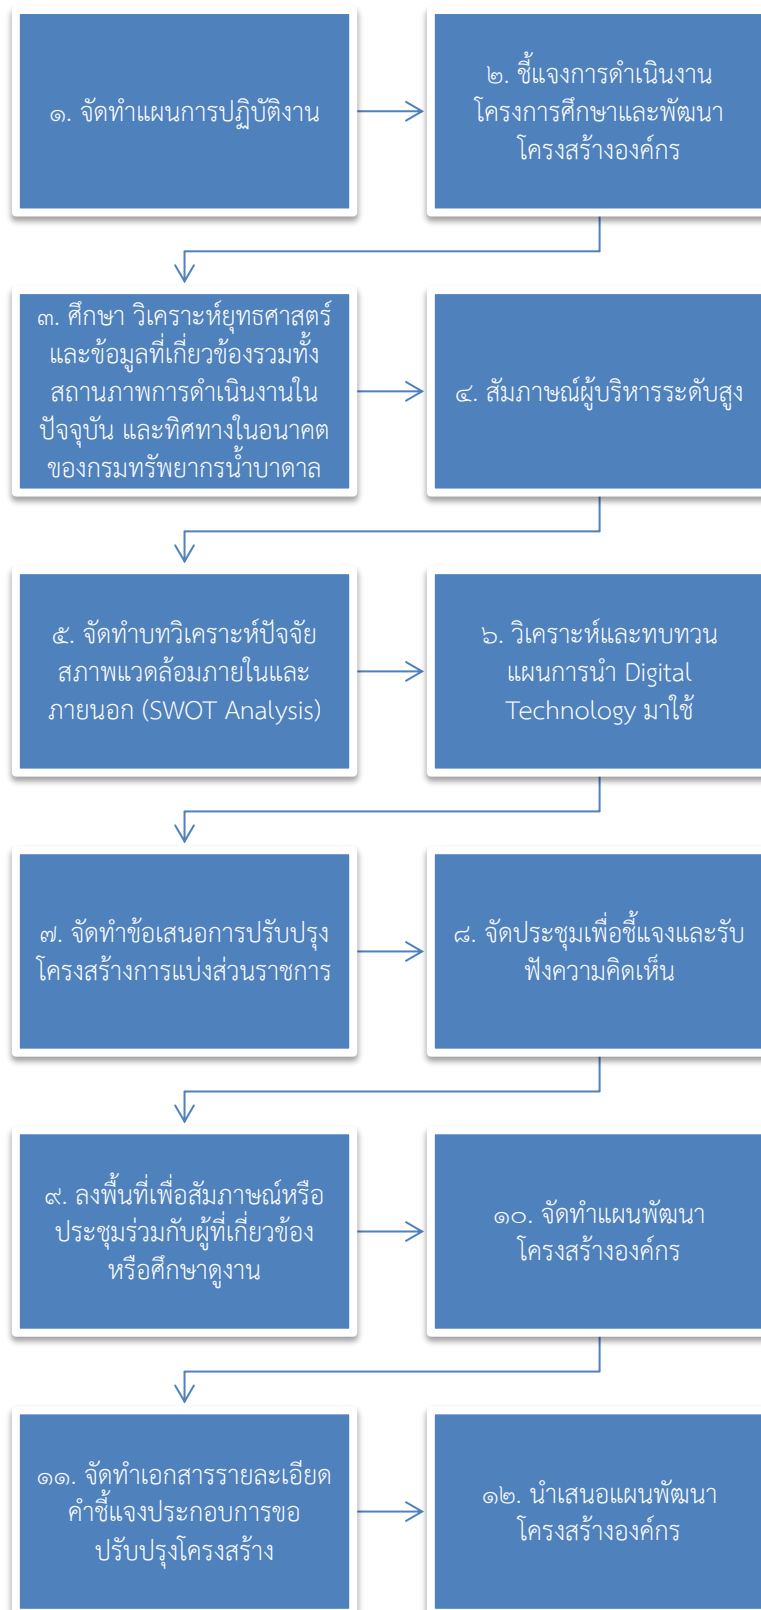 ๑. จัดทำแผนการปฏิบัติงาน
๒. ชี้แจงการดำเนินงาน
โครงการศึกษาและพัฒนา
โครงสร้างองค์กร
๓. ศึกษา วิเคราะห์ยุทธศาสตร์
และข้อมูลที่เกี่ยวข้องรวมทั้ง
สถานภาพการดำเนินงานใน
ปัจจุบัน และทิศทางในอนาคต
ของกรมทรัพยากรน้ำบาดาล
๔. สัมภาษณ์ผู้บริหารระดับสูง
๕. จัดทำบทวิเคราะห์ปัจจัย
สภาพแวดล้อมภายในและ
ภายนอก (SWOT Analysis)
๖. วิเคราะห์และทบทวน
แผนการนำ Digital
Technology มาใช้
๗. จัดทำข้อเสนอการปรับปรุง
โครงสร้างการแบ่งส่วนราชการ
๘. จัดประชุมเพื่อชี้แจงและรับ
ฟังความคิดเห็น
๙. ลงพื้นที่เพื่อสัมภาษณ์หรือ
ประชุมร่วมกับผู้ที่เกี่ยวข้อง
หรือศึกษาดูงาน
๑๐. จัดทำแผนพัฒนา
โครงสร้างองค์กร
๑๑. จัดทำเอกสารรายละเอียด
คำชี้แจงประกอบการขอ
ปรับปรุงโครงสร้าง
๑๒. นำเสนอแผนพัฒนา
โครงสร้างองค์กร